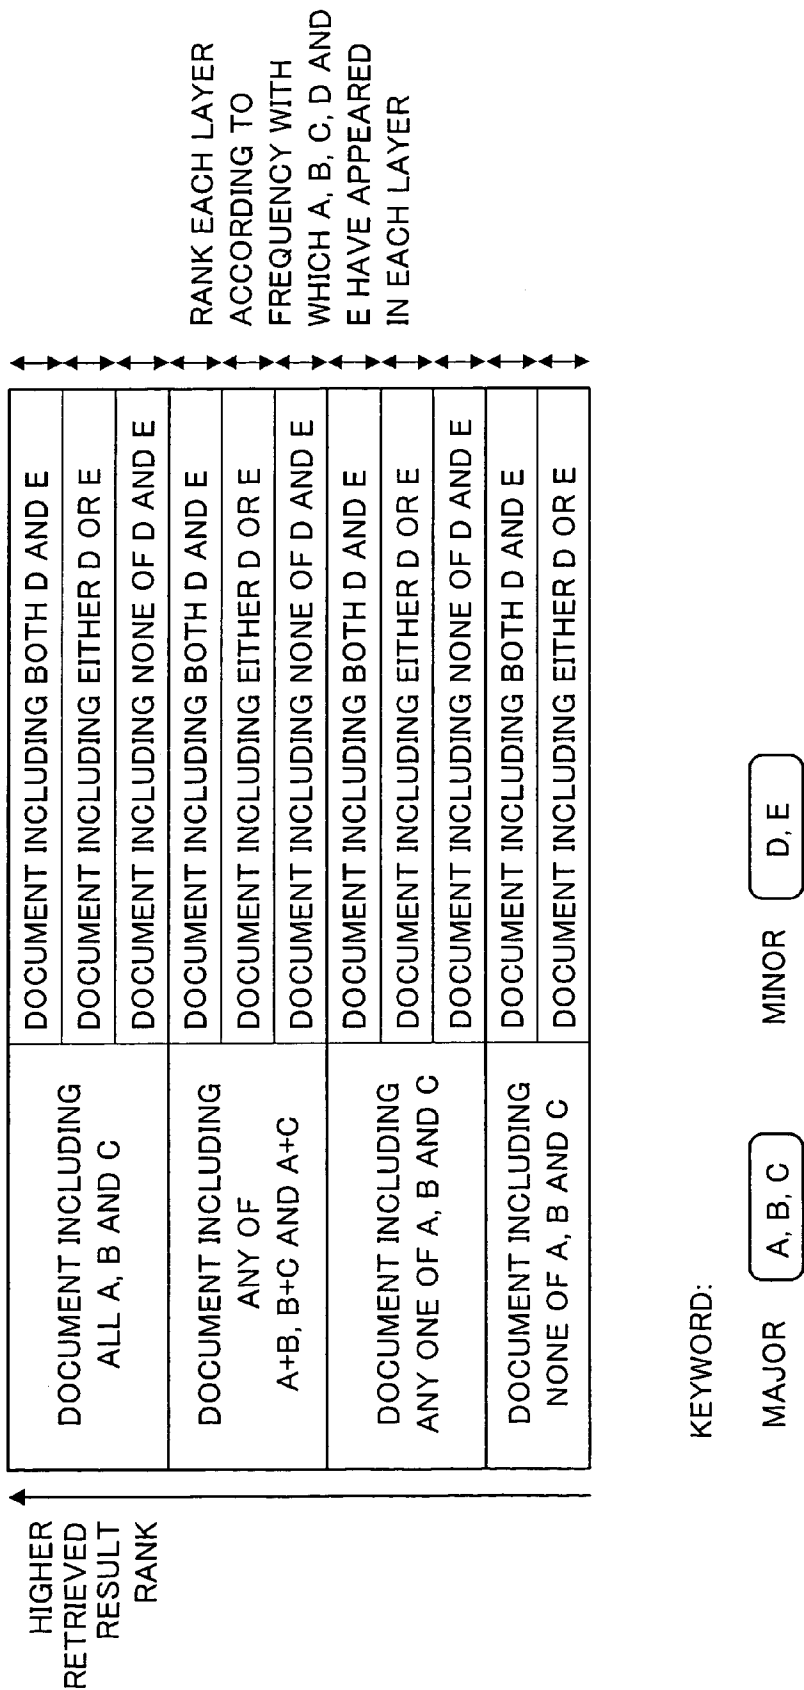 HIGHER
RETRIEVED
RESULT
RANK
DOCUMENT INCLUDING
ALL A, B AND C
DOCUMENT INCLUDING BOTH D AND E
DOCUMENT INCLUDING EITHER D OR E
DOCUMENT INCLUDING NONE OF D AND E
DOCUMENT INCLUDING
ANY OF
A+B, B+C AND A+C
DOCUMENT INCLUDING BOTH D AND E
DOCUMENT INCLUDING EITHER D OR E
DOCUMENT INCLUDING NONE OF D AND E
DOCUMENT INCLUDING
ANY ONE OF A, B AND C
DOCUMENT INCLUDING BOTH D AND E
DOCUMENT INCLUDING EITHER D OR E
DOCUMENT INCLUDING NONE OF D AND E
DOCUMENT INCLUDING
NONE OF A, B AND C
DOCUMENT INCLUDING BOTH D AND E
DOCUMENT INCLUDING EITHER D OR E
RANK EACH LAYER
ACCORDING TO
FREQUENCY WITH
WHICH A, B, C, D AND
E HAVE APPEARED
IN EACH LAYER
KEYWORD:
MAJOR A, B, C MINOR D, E